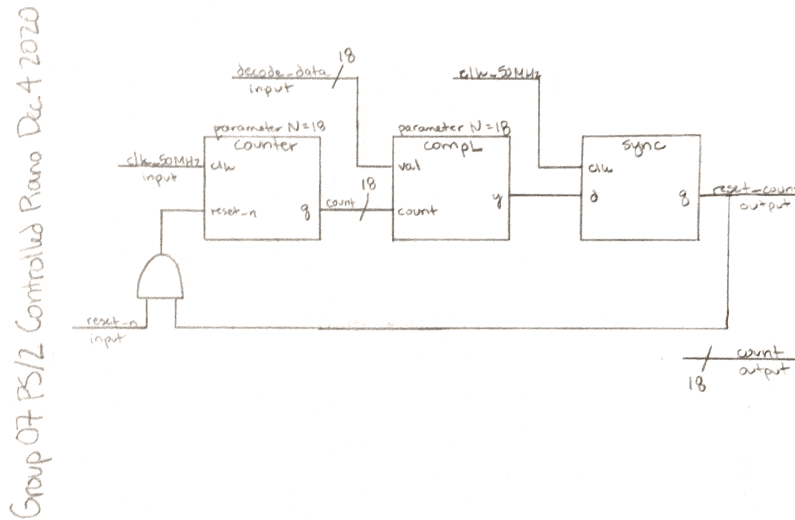 Group 07 PS/2 Controlled Piano Dec. 4 2020
decode_data
input
18
clk_50MHz
parameter N=18
counter
clk_50MHz
input
clk
reset_n
q
count
18
parameter N=18
compL
val
count
y
sync
clk
d
q
reset_count
output
reset_n
input
count
output
18